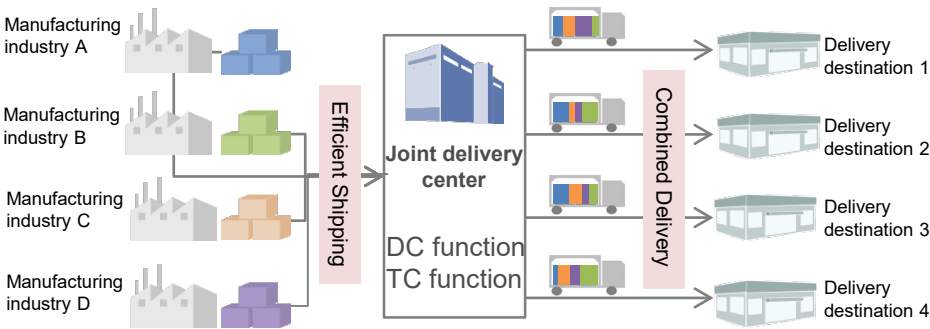 Manufacturing
industry A
Manufacturing
industry B
Manufacturing
industry C
Manufacturing
industry D
Efficient Shipping
Joint delivery
center
DC function
TC function
Combined Delivery
Delivery
destination 1
Delivery
destination 2
Delivery
destination 3
Delivery
destination 4